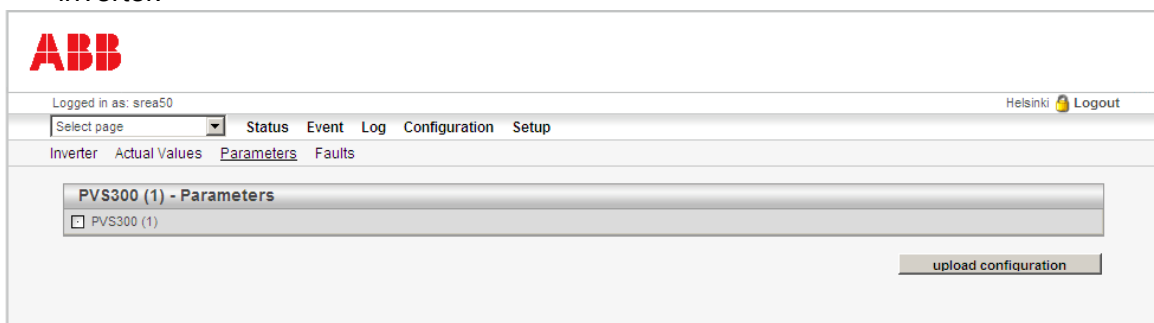 ABB
Logged in as: srea50 Helsinki Logout
Select page Status Event Log Configuration Setup
Inverter Actual Values Parameters Faults
PVS300 (1) - Parameters
PVS300 (1)
upload configuration